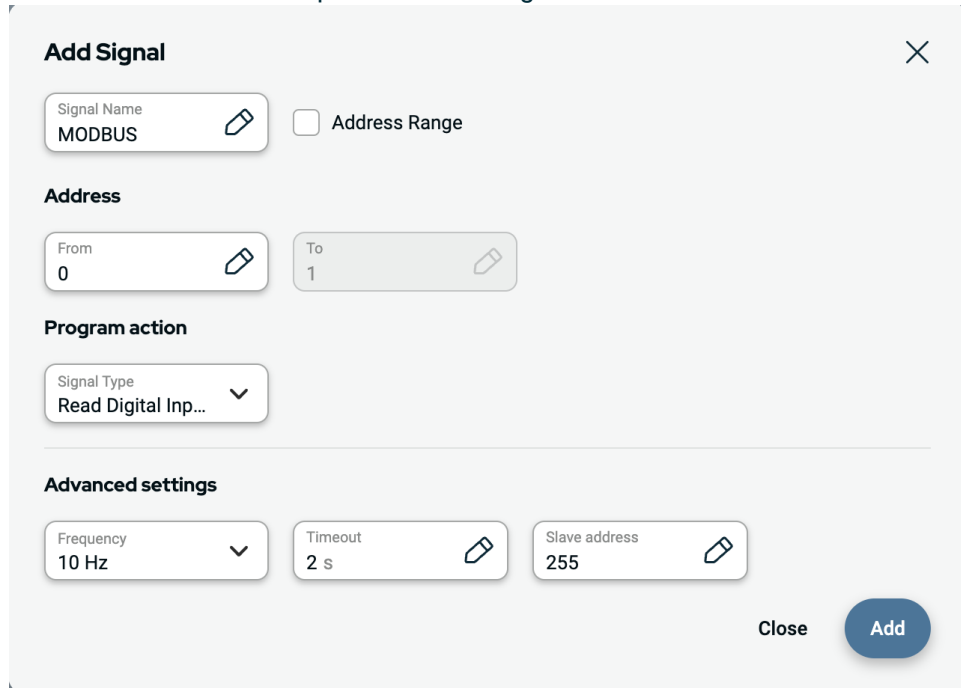 Add Signal
Signal Name
MODBUS
Address Range
Address
From
0
To
1
Program action
Signal Type
Read Digital Inp...
Advanced settings
Frequency
10 Hz
Timeout
2 s
Slave address
255
Close
Add